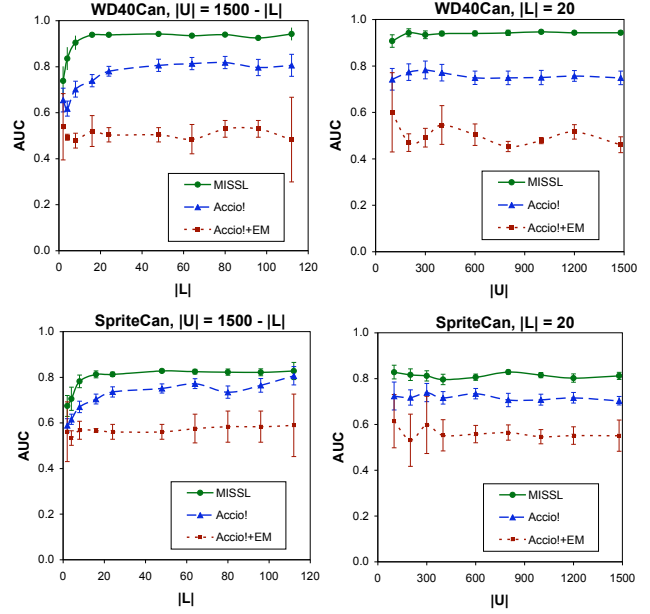 WD40Can, |U| = 1500 - |L|
1.0
0.8
0.6
0.4
0.2
0.0
AUC
MISSL
Accio!
Accio!+EM
0 20 40 60 80 100 120
|L|
WD40Can, |L| = 20
1.0
0.8
0.6
0.4
0.2
0.0
AUC
MISSL
Accio!
Accio!+EM
0 300 600 900 1200 1500
|U|
SpriteCan, |U| = 1500 - |L|
1.0
0.8
0.6
0.4
0.2
0.0
AUC
MISSL
Accio!
Accio!+EM
0 20 40 60 80 100 120
|L|
SpriteCan, |L| = 20
1.0
0.8
0.6
0.4
0.2
0.0
AUC
MISSL
Accio!
Accio!+EM
0 300 600 900 1200 1500
|U|